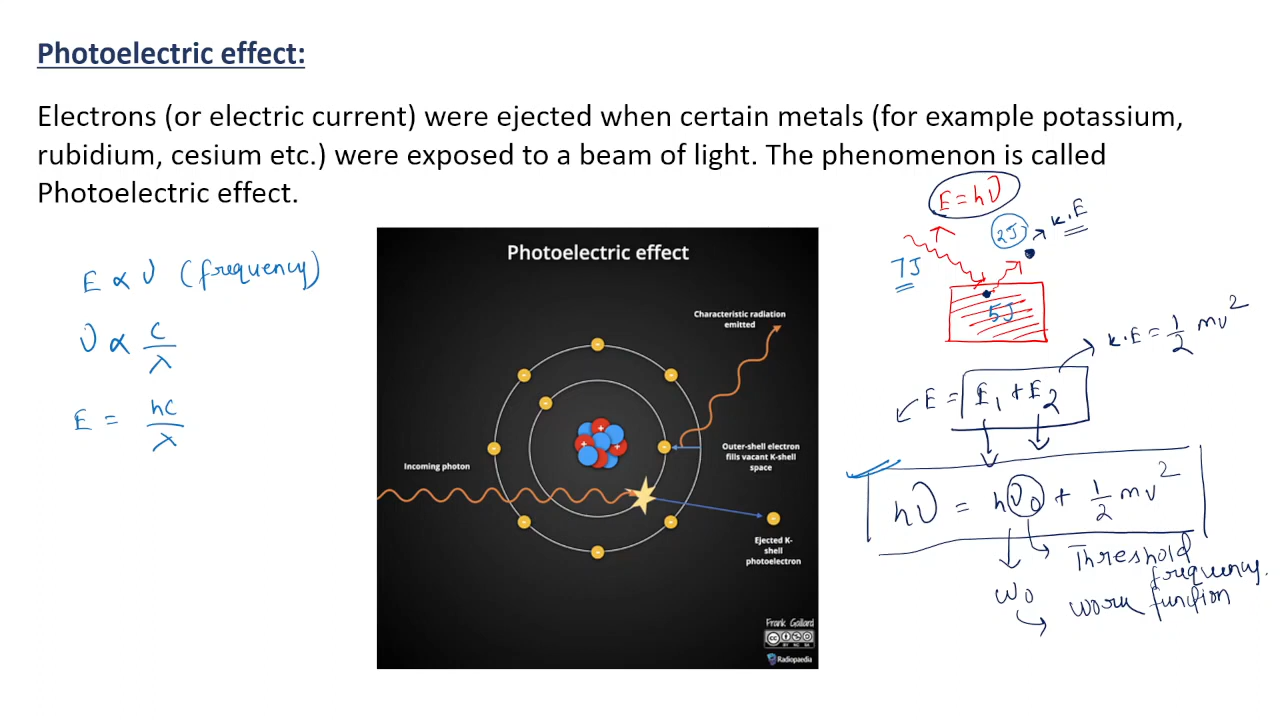 Photoelectric effect:
Electrons (or electric current) were ejected when certain metals (for example potassium,
rubidium, cesium etc.) were exposed to a beam of light. The phenomenon is called
Photoelectric effect.
E ∝ ν (frequency)
ν ∝ c/λ
E = hc/λ
Photoelectric effect
Characteristic radiation
emitted
Outer-shell electron
fills vacant K-shell
space
Incoming photon
Ejected K-
shell
photoelectron
Frank Gaillard
Radiopaedia
E = hν
2J
K.E
7J
5J
K.E = 1/2 mv²
E = E₁ + E₂
hν = hν₀ + 1/2 mv²
Threshold
frequency.
W₀
work function